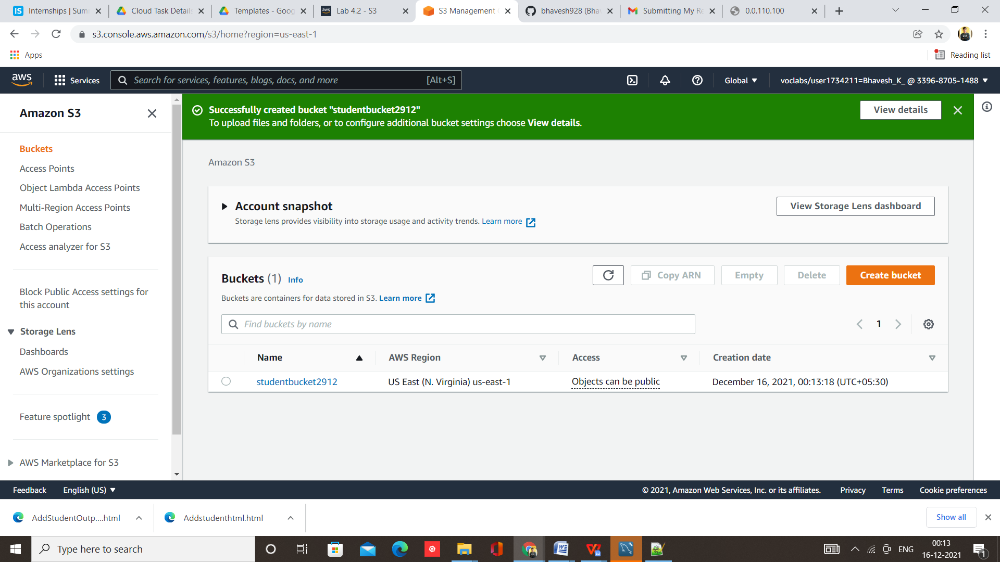 Internships | Sum
Cloud Task Details
Templates - Goog
Lab 4.2 - S3
S3 Management
bhavesh928 (Bha
Submitting My Re
0.0.110.100
s3.console.aws.amazon.com/s3/home?region=us-east-1
Apps
Reading list
aws
Services
Search for services, features, blogs, docs, and more
[Alt+S]
Global
voclabs/user1734211=Bhavesh_K_ @ 3396-8705-1488
Amazon S3
Buckets
Access Points
Object Lambda Access Points
Multi-Region Access Points
Batch Operations
Access analyzer for S3
Block Public Access settings for
this account
Storage Lens
Dashboards
AWS Organizations settings
Feature spotlight 3
AWS Marketplace for S3
Successfully created bucket "studentbucket2912"
To upload files and folders, or to configure additional bucket settings choose View details.
View details
Amazon S3
Account snapshot
Storage lens provides visibility into storage usage and activity trends. Learn more
View Storage Lens dashboard
Buckets (1) Info
Buckets are containers for data stored in S3. Learn more
Copy ARN
Empty
Delete
Create bucket
Find buckets by name
1
Name
AWS Region
Access
Creation date
studentbucket2912
US East (N. Virginia) us-east-1
Objects can be public
December 16, 2021, 00:13:18 (UTC+05:30)
Feedback
English (US)
© 2021, Amazon Web Services, Inc. or its affiliates.
Privacy
Terms
Cookie preferences
AddStudentOutp....html
Addstudenthtml.html
Show all
Type here to search
ENG
00:13
16-12-2021
1